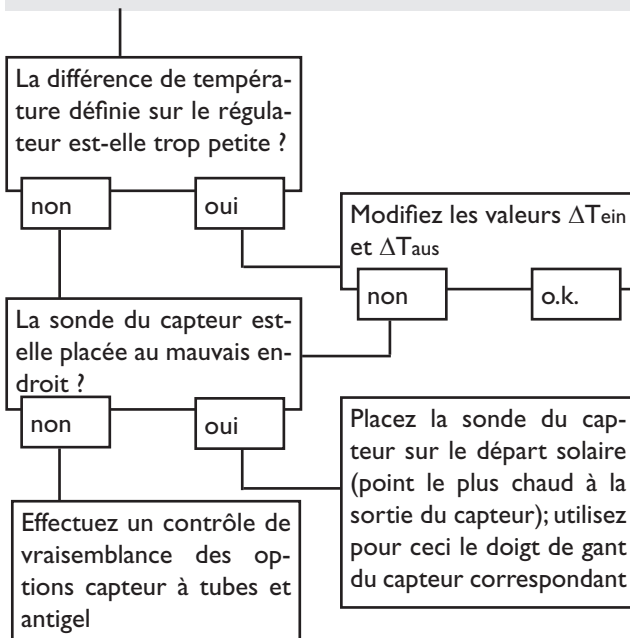 La différence de tempéra-
ture définie sur le régula-
teur est-elle trop petite ?
non
oui
Modifiez les valeurs ΔTein
et ΔTaus
non
o.k.
La sonde du capteur est-
elle placée au mauvais en-
droit ?
non
oui
Placez la sonde du cap-
teur sur le départ solaire
(point le plus chaud à la
sortie du capteur); utilisez
pour ceci le doigt de gant
du capteur correspondant
Effectuez un contrôle de
vraisemblance des op-
tions capteur à tubes et
antigel